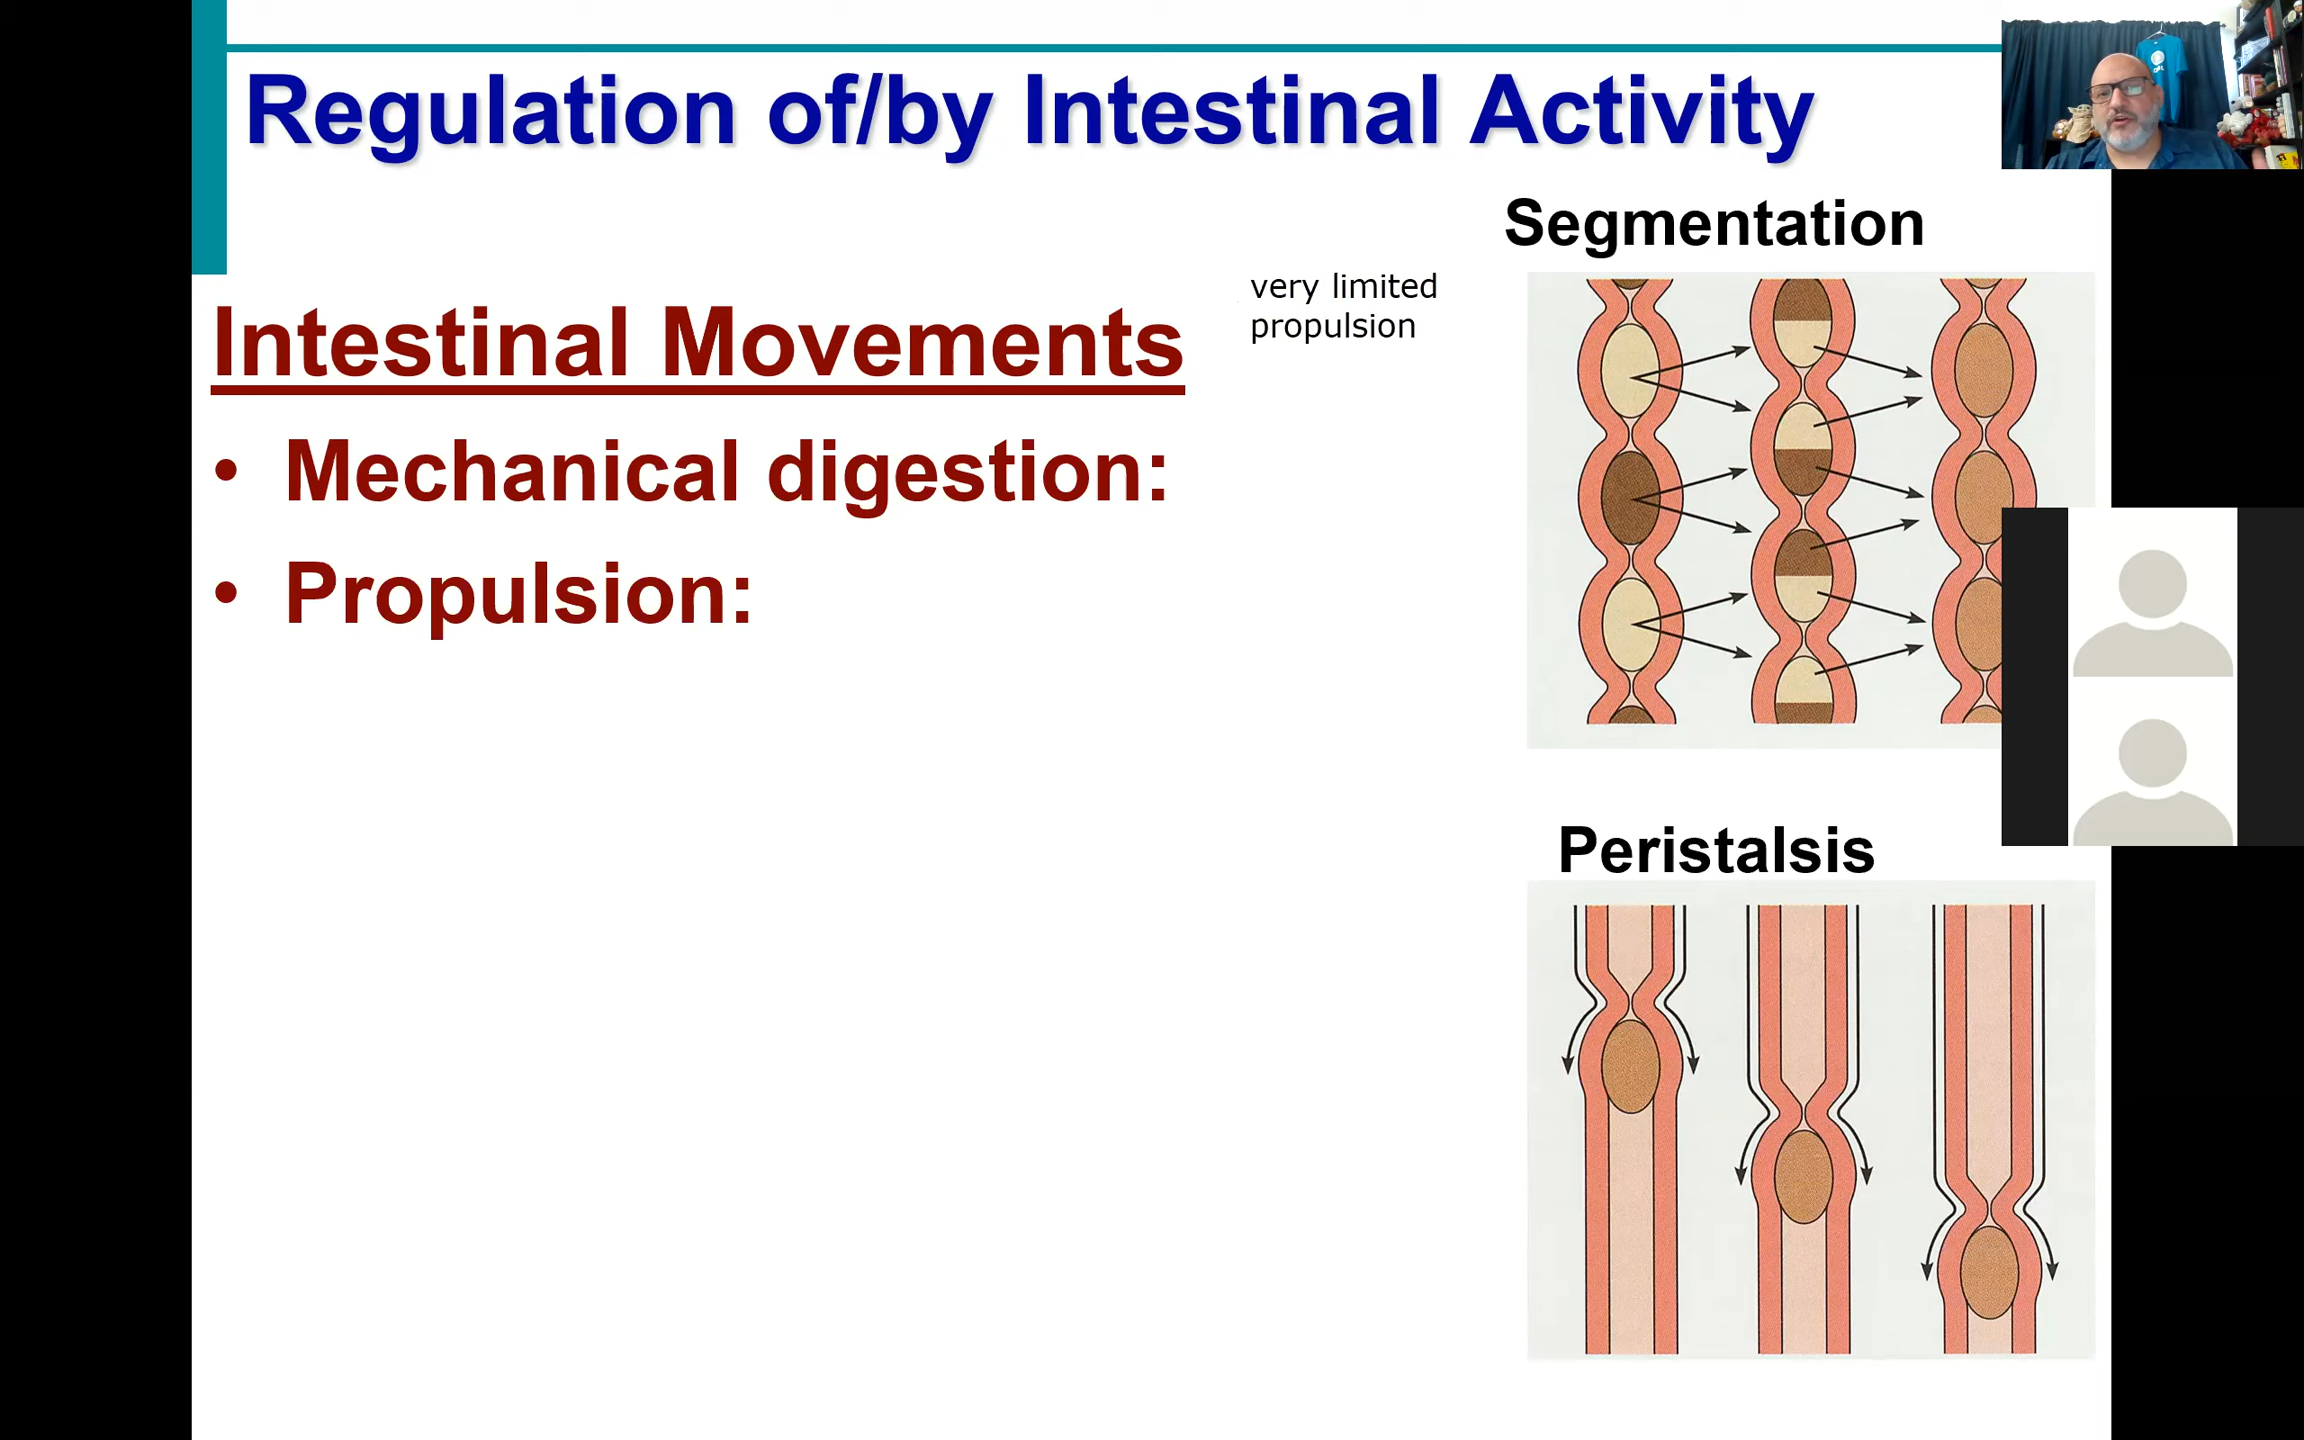 Regulation of/by Intestinal Activity
Segmentation
very limited
propulsion
Intestinal Movements
• Mechanical digestion:
• Propulsion:
Peristalsis